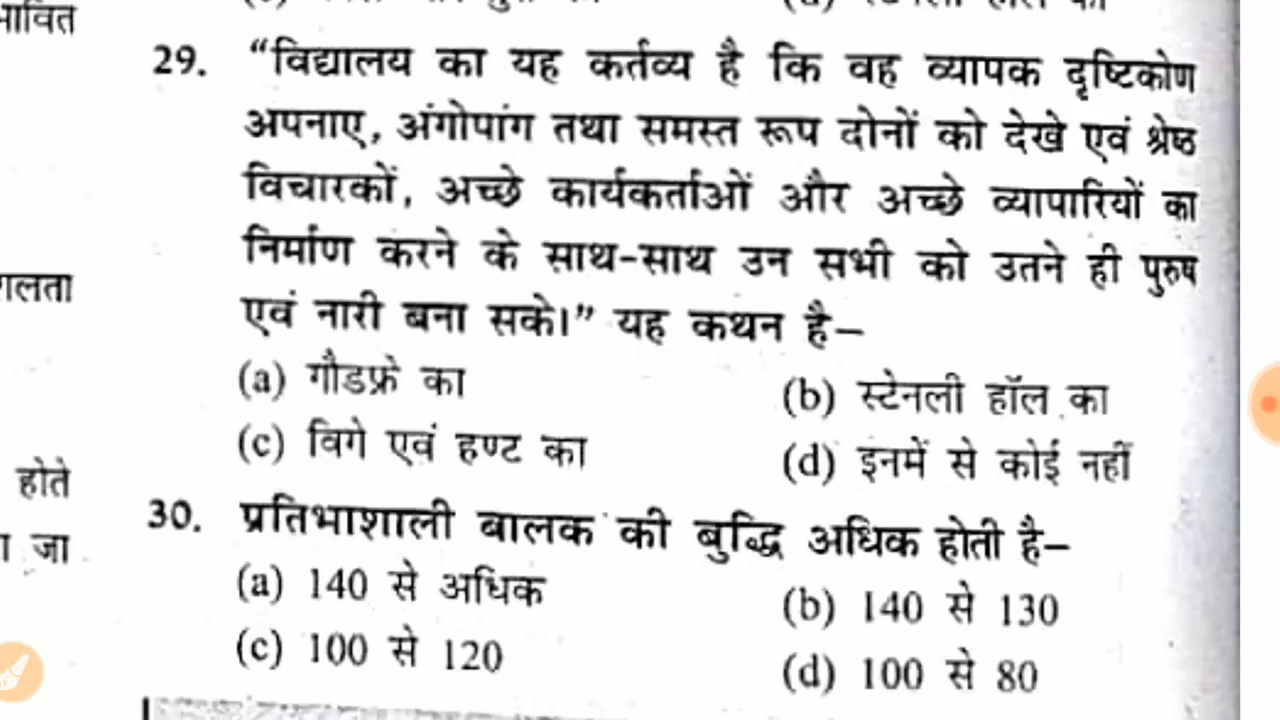 भावित
29. “विद्यालय का यह कर्तव्य है कि वह व्यापक दृष्टिकोण
अपनाए, अंगोपांग तथा समस्त रूप दोनों को देखे एवं श्रेष्ठ
विचारकों, अच्छे कार्यकर्ताओं और अच्छे व्यापारियों का
निर्माण करने के साथ-साथ उन सभी को उतने ही पुरुष
एवं नारी बना सके।” यह कथन है–
(a) गौडफ्रे का (b) स्टेनली हॉल का
(c) विगे एवं हण्ट का (d) इनमें से कोई नहीं
होते
30. प्रतिभाशाली बालक की बुद्धि अधिक होती है–
जा
(a) 140 से अधिक (b) 140 से 130
(c) 100 से 120 (d) 100 से 80